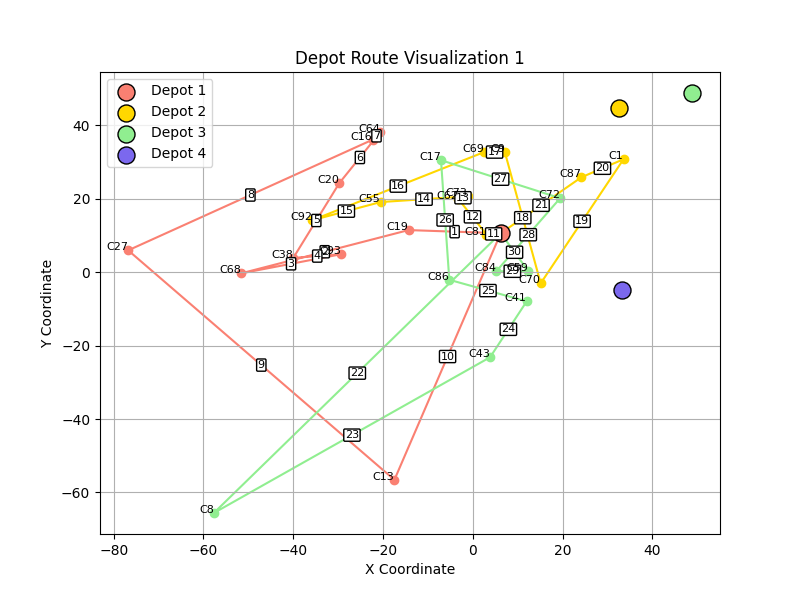 Depot Route Visualization 1
Depot 1
Depot 2
Depot 3
Depot 4
Y Coordinate
40
20
0
−20
−40
−60
−80
−60
−40
−20
0
20
40
X Coordinate
C64
C16
7
C69
17
C9
C17
C1
6
20
C87
C20
27
16
8
C55
14
C73
13
C72
21
15
C92
5
12
26
18
19
C19
1
C81
11
28
C27
C38
4
3
C93
30
C68
C84
C86
C70
25
C41
24
10
C43
9
22
23
C13
C8